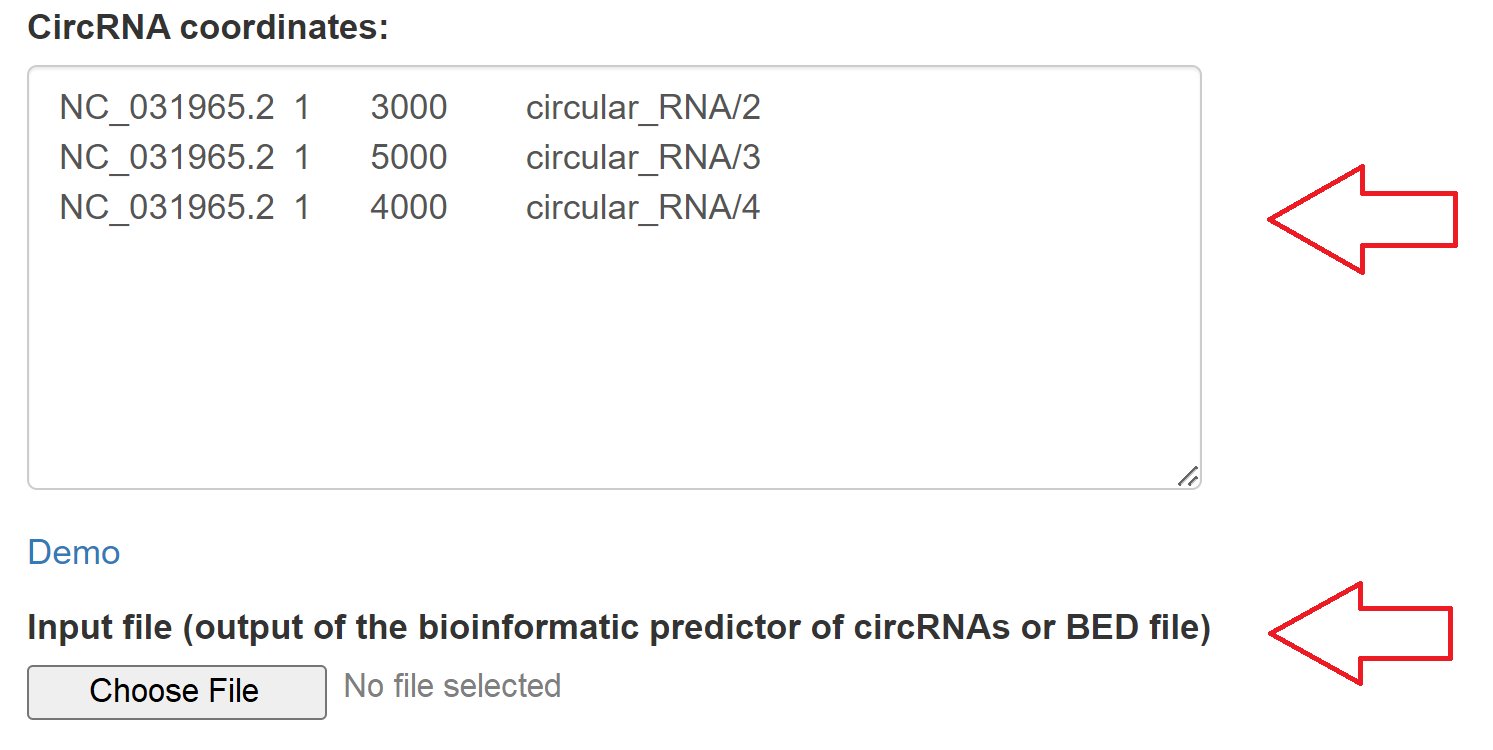 CircRNA coordinates:
NC_031965.2 1 3000 circular_RNA/2
NC_031965.2 1 5000 circular_RNA/3
NC_031965.2 1 4000 circular_RNA/4
Demo
Input file (output of the bioinformatic predictor of circRNAs or BED file)
Choose File No file selected